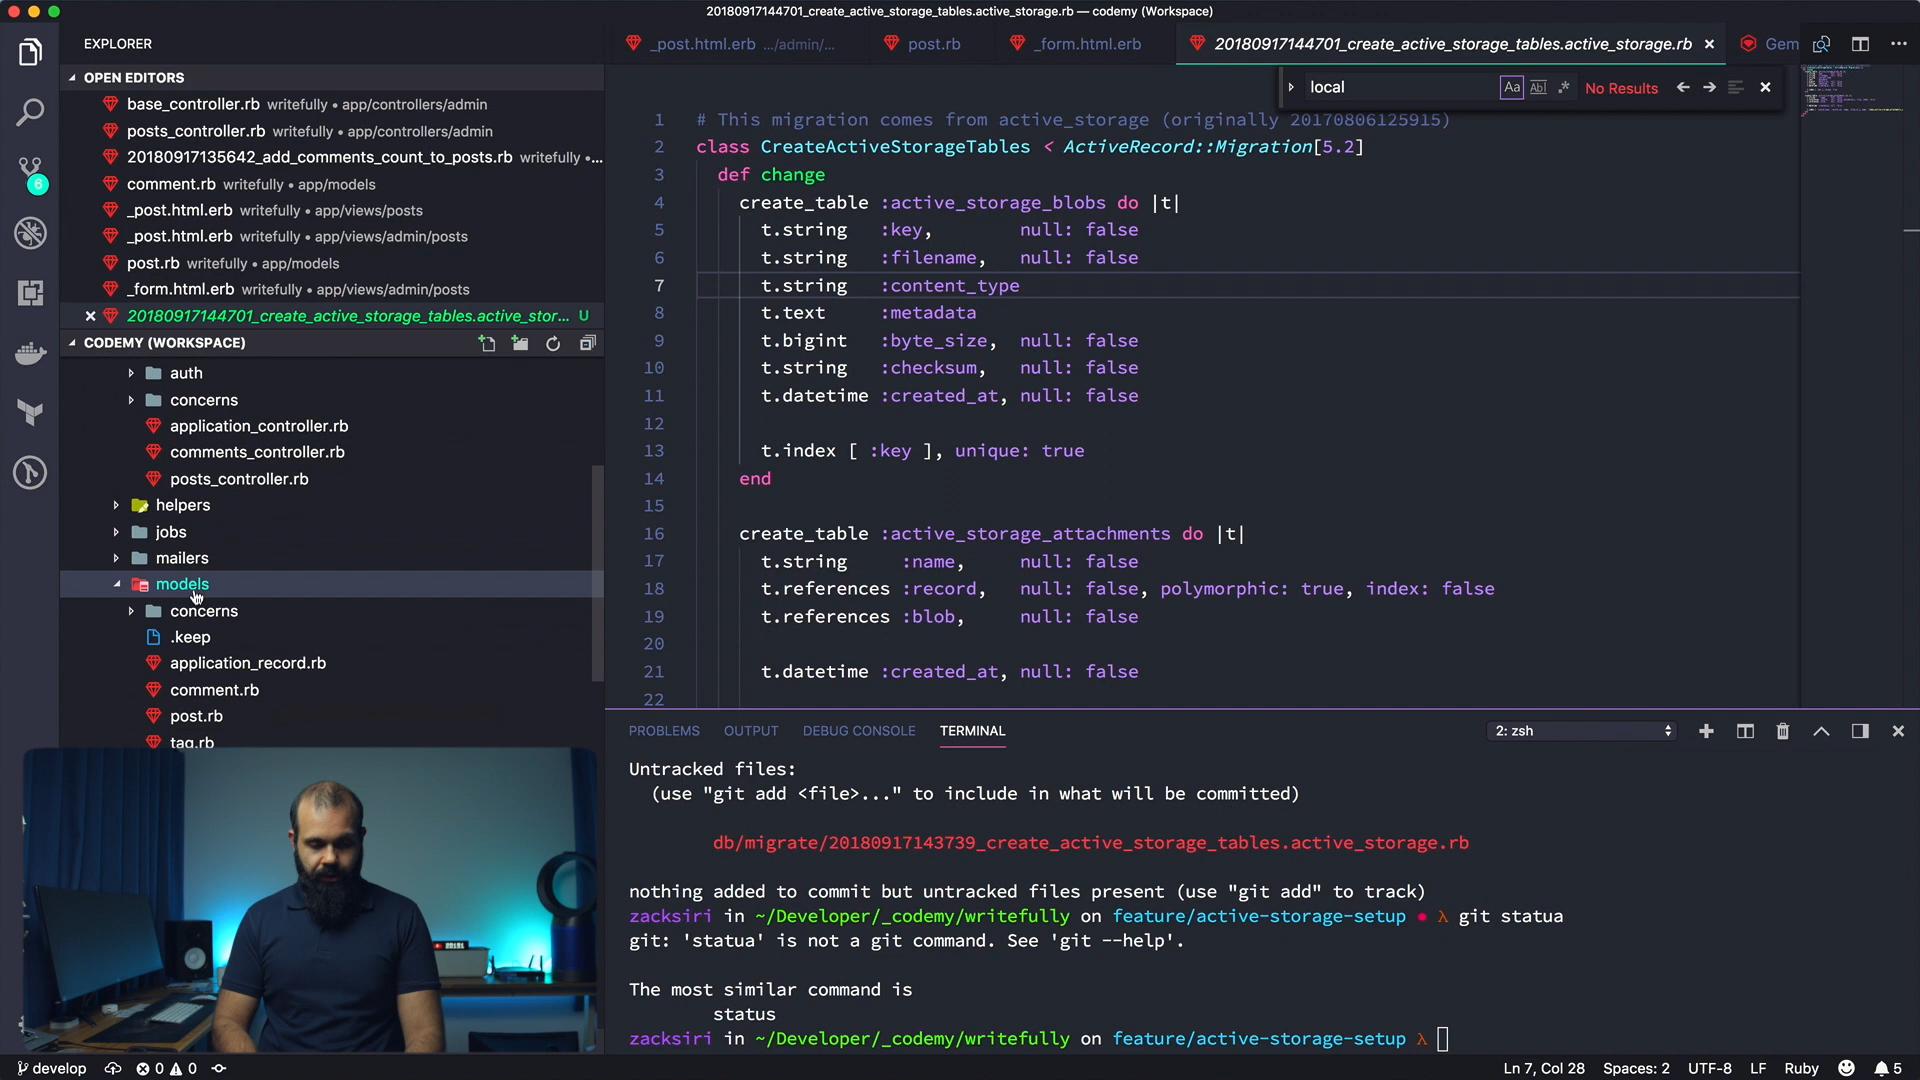 20180917144701_create_active_storage_tables.active_storage.rb — codemy (Workspace)
EXPLORER
OPEN EDITORS
base_controller.rb writefully • app/controllers/admin
posts_controller.rb writefully • app/controllers/admin
20180917135642_add_comments_count_to_posts.rb writefully •...
comment.rb writefully • app/models
_post.html.erb writefully • app/views/posts
_post.html.erb writefully • app/views/admin/posts
post.rb writefully • app/models
_form.html.erb writefully • app/views/admin/posts
20180917144701_create_active_storage_tables.active_stor... U
CODEMY (WORKSPACE)
auth
concerns
application_controller.rb
comments_controller.rb
posts_controller.rb
helpers
jobs
mailers
models
concerns
.keep
application_record.rb
comment.rb
post.rb
tag.rb
6
_post.html.erb .../admin/...
post.rb
_form.html.erb
20180917144701_create_active_storage_tables.active_storage.rb
Gem
local
Aa
Abl
.*
No Results
1 # This migration comes from active_storage (originally 20170806125915)
2 class CreateActiveStorageTables < ActiveRecord::Migration[5.2]
3 def change
4 create_table :active_storage_blobs do |t|
5 t.string :key, null: false
6 t.string :filename, null: false
7 t.string :content_type
8 t.text :metadata
9 t.bigint :byte_size, null: false
10 t.string :checksum, null: false
11 t.datetime :created_at, null: false
12
13 t.index [ :key ], unique: true
14 end
15
16 create_table :active_storage_attachments do |t|
17 t.string :name, null: false
18 t.references :record, null: false, polymorphic: true, index: false
19 t.references :blob, null: false
20
21 t.datetime :created_at, null: false
22
PROBLEMS OUTPUT DEBUG CONSOLE TERMINAL
2: zsh
Untracked files:
(use "git add <file>..." to include in what will be committed)
db/migrate/20180917143739_create_active_storage_tables.active_storage.rb
nothing added to commit but untracked files present (use "git add" to track)
zacksiri in ~/Developer/_codemy/writefully on feature/active-storage-setup • λ git statua
git: 'statua' is not a git command. See 'git --help'.
The most similar command is
status
zacksiri in ~/Developer/_codemy/writefully on feature/active-storage-setup λ
develop
0
0
Ln 7, Col 28
Spaces: 2
UTF-8
LF
Ruby
5